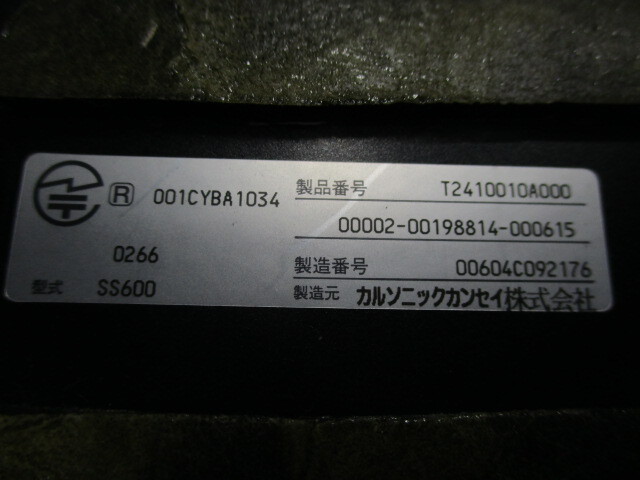 R 001CYBA1034
0266
型式 SS600
製品番号 T2410010A000
00002-00198814-000615
製造番号 00604C092176
製造元 カルソニックカンセイ株式会社